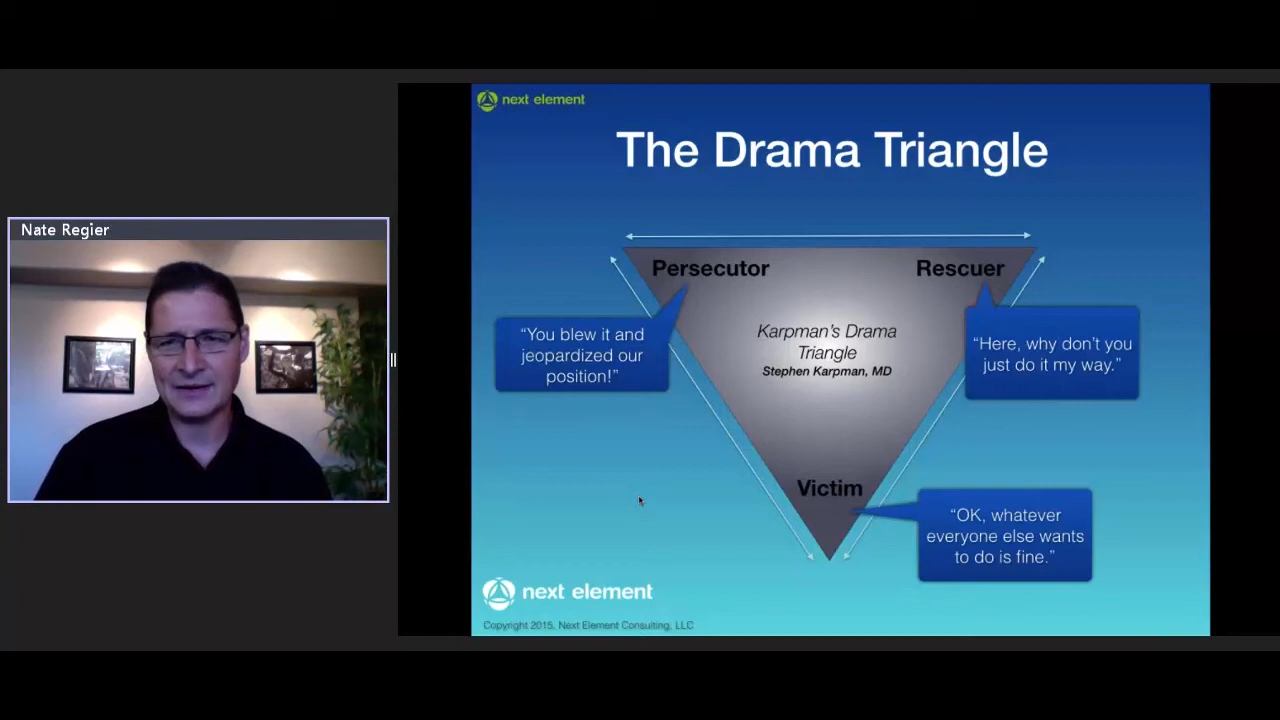 Nate Regier
next element
The Drama Triangle
Persecutor
Rescuer
“You blew it and
jeopardized our
position!”
Karpman’s Drama
Triangle
Stephen Karpman, MD
“Here, why don’t you
just do it my way.”
Victim
“OK, whatever
everyone else wants
to do is fine.”
next element
Copyright 2015, Next Element Consulting, LLC